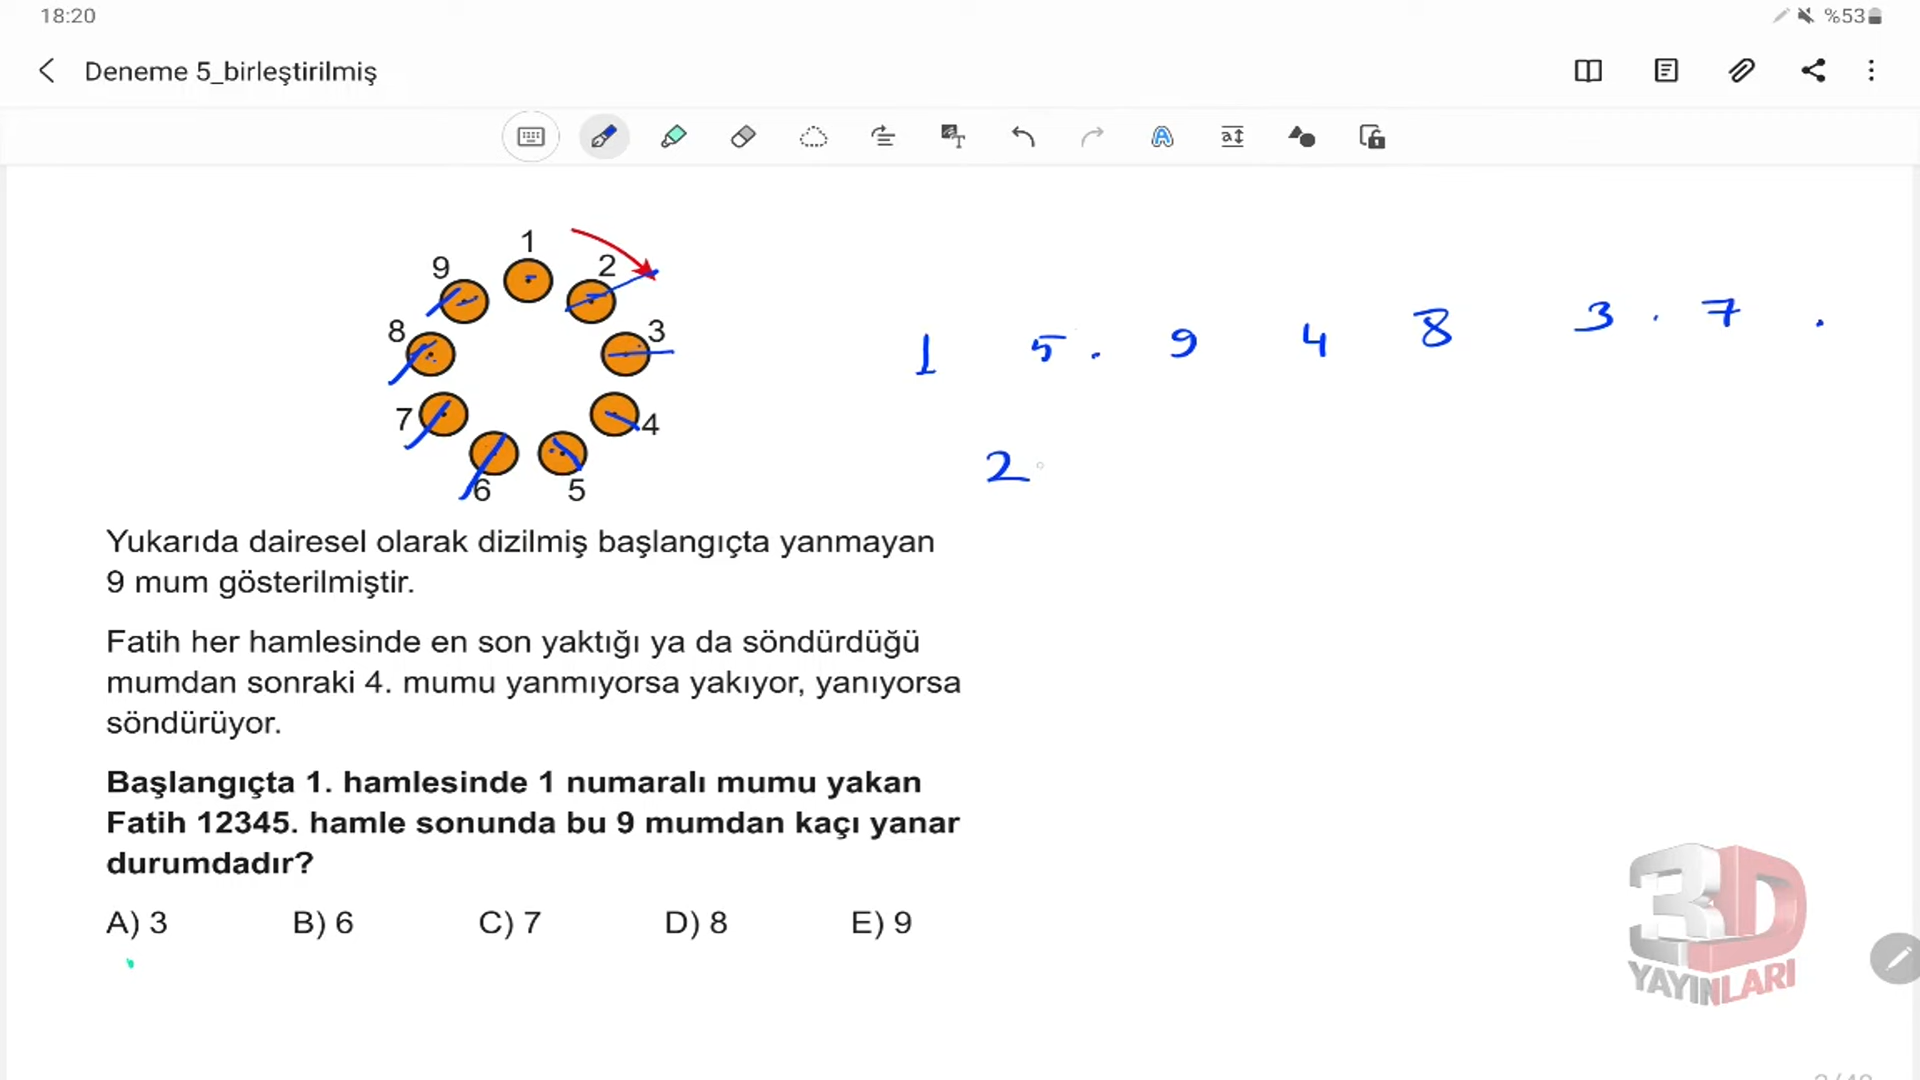 18:20
%53
Deneme 5_birleştirilmiş
1
2
3
4
5
6
7
8
9
1 5 . 9 4 8 3 . 7 .
2
Yukarıda dairesel olarak dizilmiş başlangıçta yanmayan
9 mum gösterilmiştir.
Fatih her hamlesinde en son yaktığı ya da söndürdüğü
mumdan sonraki 4. mumu yanmıyorsa yakıyor, yanıyorsa
söndürüyor.
Başlangıçta 1. hamlesinde 1 numaralı mumu yakan
Fatih 12345. hamle sonunda bu 9 mumdan kaçı yanar
durumdadır?
A) 3 B) 6 C) 7 D) 8 E) 9
3D
YAYINLARI